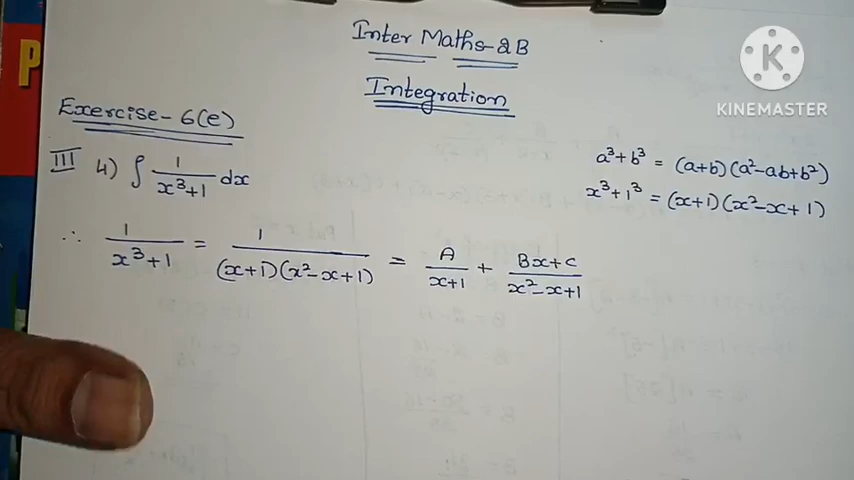 Inter Maths-2B
Integration
K
KINEMASTER
P
Exercise-6(e)
III 4) ∫ 1/(x³+1) dx
a³+b³ = (a+b)(a²-ab+b²)
x³+1³ = (x+1)(x²-x+1)
∴ 1/(x³+1) = 1/((x+1)(x²-x+1)) = A/(x+1) + (Bx+C)/(x²-x+1)